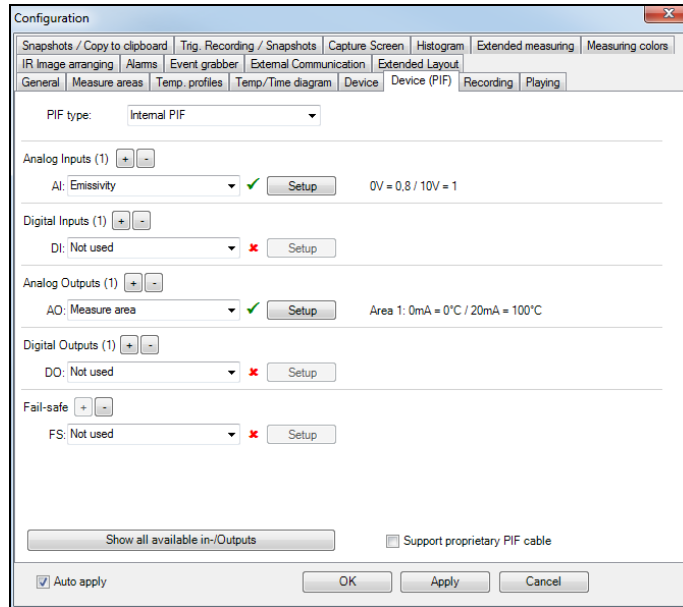 Configuration
Snapshots / Copy to clipboard Trig. Recording / Snapshots Capture Screen Histogram Extended measuring Measuring colors
IR Image arranging Alarms Event grabber External Communication Extended Layout
General Measure areas Temp. profiles Temp/Time diagram Device Device (PIF) Recording Playing
PIF type: Internal PIF
Analog Inputs (1) + -
AI: Emissivity Setup 0V = 0,8 / 10V = 1
Digital Inputs (1) + -
DI: Not used Setup
Analog Outputs (1) + -
AO: Measure area Setup Area 1: 0mA = 0°C / 20mA = 100°C
Digital Outputs (1) + -
DO: Not used Setup
Fail-safe + -
FS: Not used Setup
Show all available in-/Outputs Support proprietary PIF cable
Auto apply OK Apply Cancel